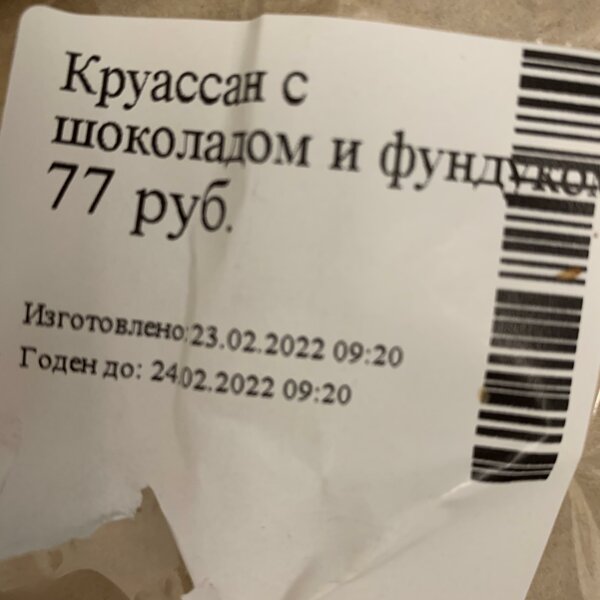 Круассан с
шоколадом и фундуком
77 руб.
Изготовлено:23.02.2022 09:20
Годен до: 24.02.2022 09:20